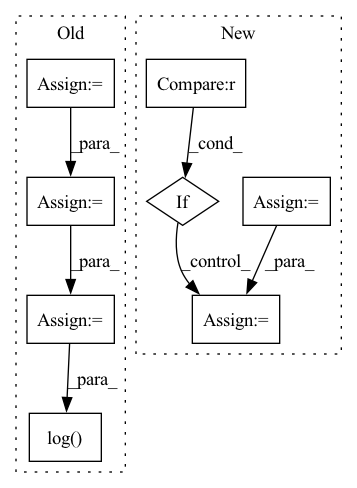 Old
New
Assign:=
Compare:r
_para_
_cond_
Assign:=
If
Assign:=
_para_
_control_
_para_
Assign:=
Assign:=
_para_
log()